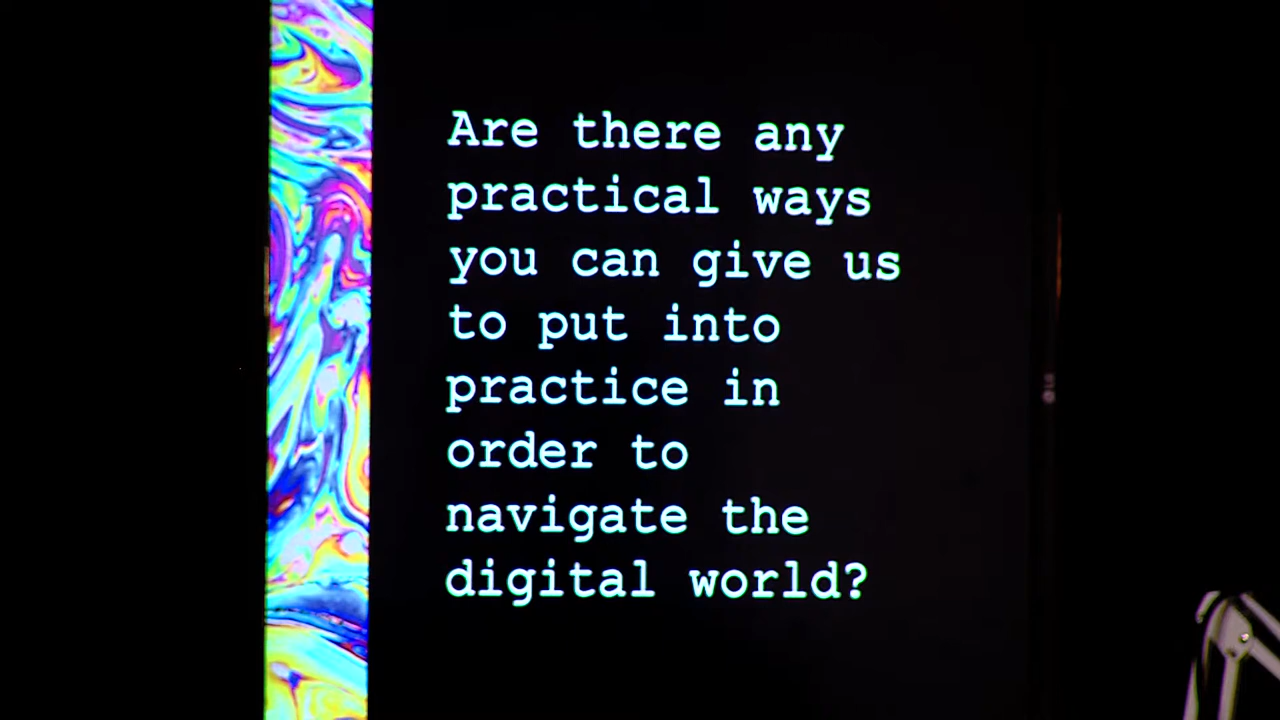 Are there any
practical ways
you can give us
to put into
practice in
order to
navigate the
digital world?